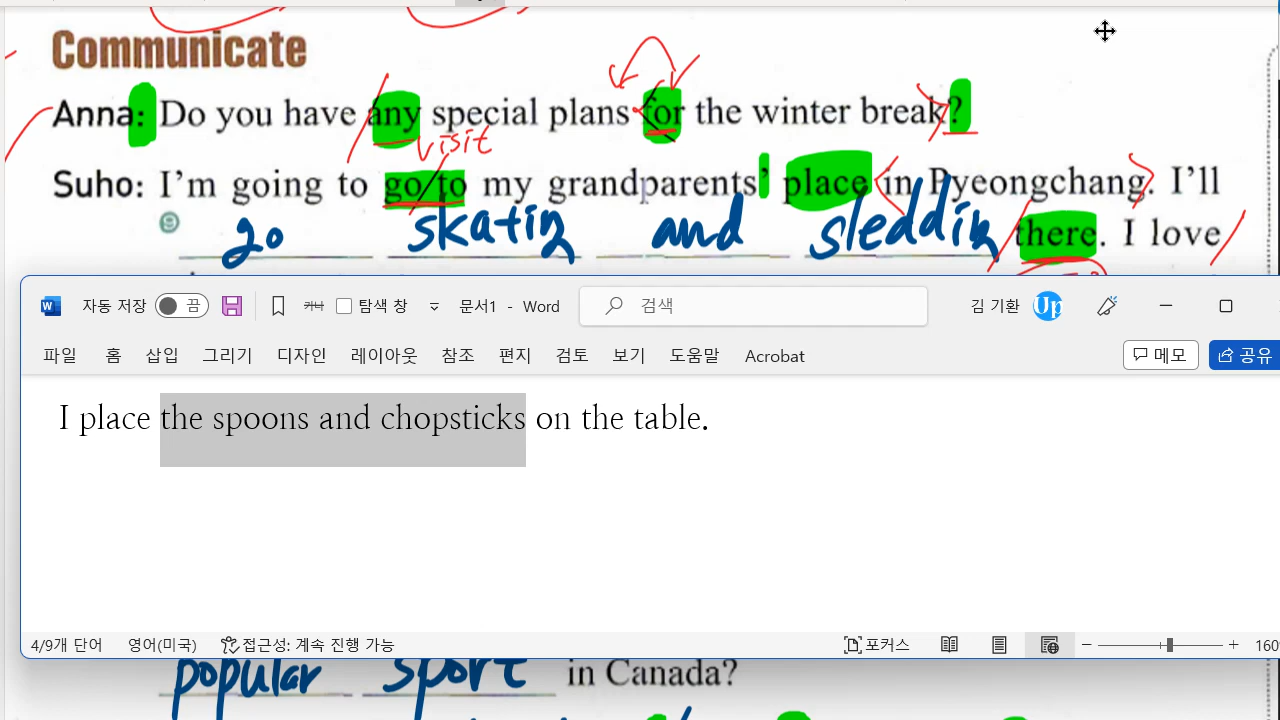 Communicate
Anna: Do you have any special plans for the winter break?
visit
Suho: I'm going to go to my grandparents' place in Pyeongchang. I'll
go skating and sledding there. I love
자동 저장 끔 탐색 창 문서1 - Word 검색 김 기환 Up
파일 홈 삽입 그리기 디자인 레이아웃 참조 편지 검토 보기 도움말 Acrobat 메모 공유
I place the spoons and chopsticks on the table.
4/9개 단어 영어(미국) 접근성: 계속 진행 가능 포커스 160
popular sport in Canada?